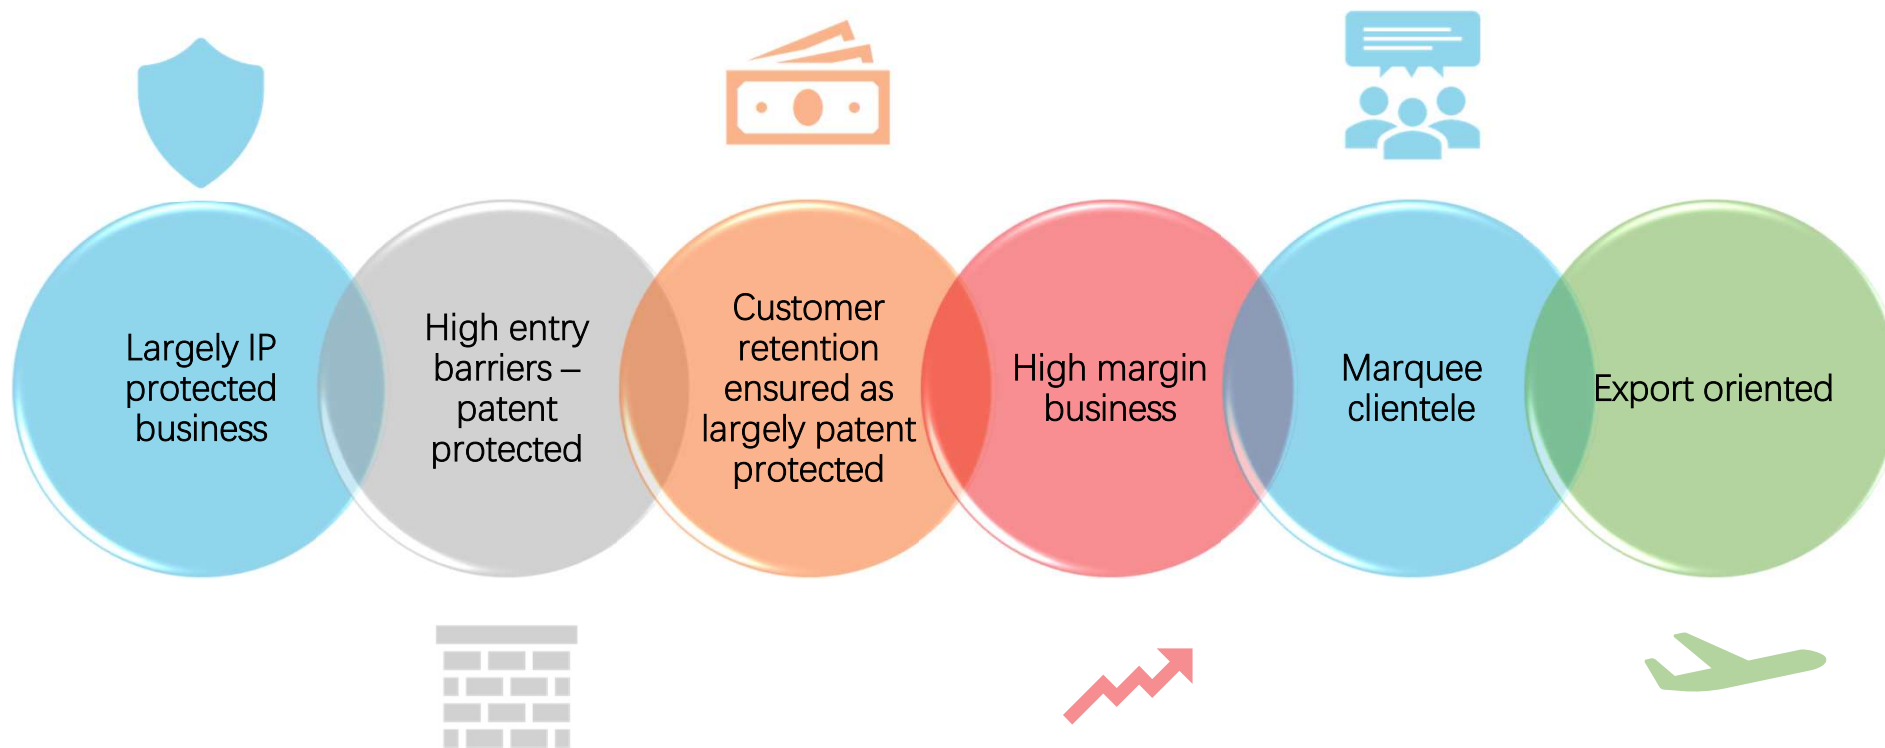 Largely IP
protected
business
High entry
barriers –
patent
protected
Customer
retention
ensured as
largely patent
protected
High margin
business
Marquee
clientele
Export oriented